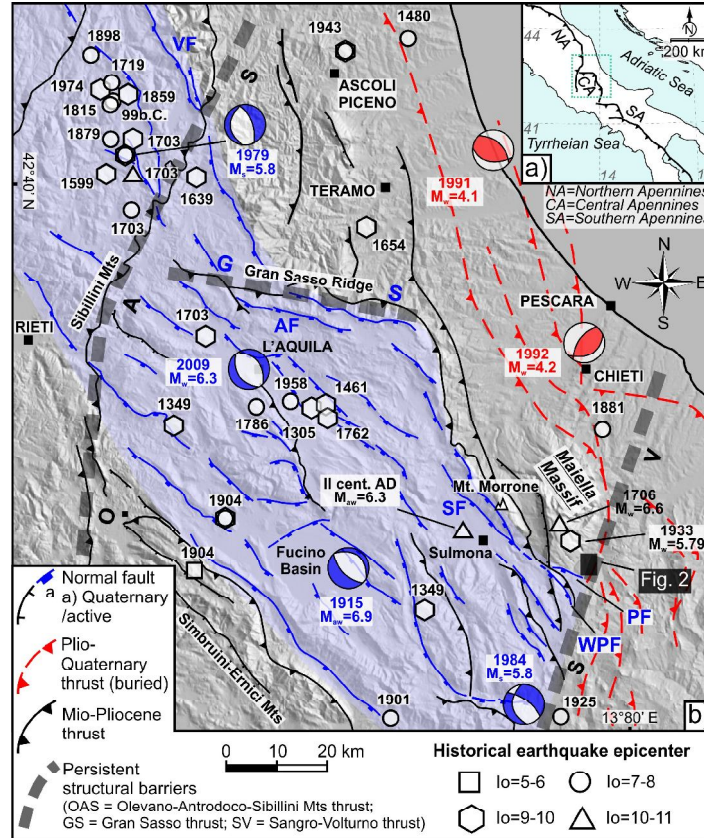 1898
1719
1974
1859
1815
99b.C.
1879
1703
1703
1599
1639
1703
VF
S
1943
1480
ASCOLI
PICENO
1979
Ms=5.8
TERAMO
1654
1991
Mw=4.1
44
N
200 km
NA
Adriatic Sea
CA
SA
41
Tyrrheian Sea
a)
14
NA=Northern Apennines
CA=Central Apennines
SA=Southern Apennines
42°40' N
N
W E
S
Sibillini Mts
A
G
Gran Sasso Ridge
S
AF
RIETI
1703
L'AQUILA
2009
Mw=6.3
PESCARA
1992
Mw=4.2
CHIETI
1881
1349
1958
1461
1786
1305
1762
II cent. AD
Maw=6.3
Mt. Morrone
Maiella
Massif
V
1706
Mw=6.6
1933
Mw=5.79
SF
Sulmona
Fig. 2
O
1904
1904
Fucino
Basin
1915
Maw=6.9
1349
PF
WPF
S
1984
Ms=5.8
Simbruini-Ernici Mts
1901
1925
13°80' E
b)
Normal fault
a) Quaternary
/active
a
Plio-
Quaternary
thrust (buried)
Mio-Pliocene
thrust
Persistent
structural barriers
(OAS = Olevano-Antrodoco-Sibillini Mts thrust;
GS = Gran Sasso thrust; SV = Sangro-Volturno thrust)
0 10 20 km
Historical earthquake epicenter
Io=5-6
Io=7-8
Io=9-10
Io=10-11